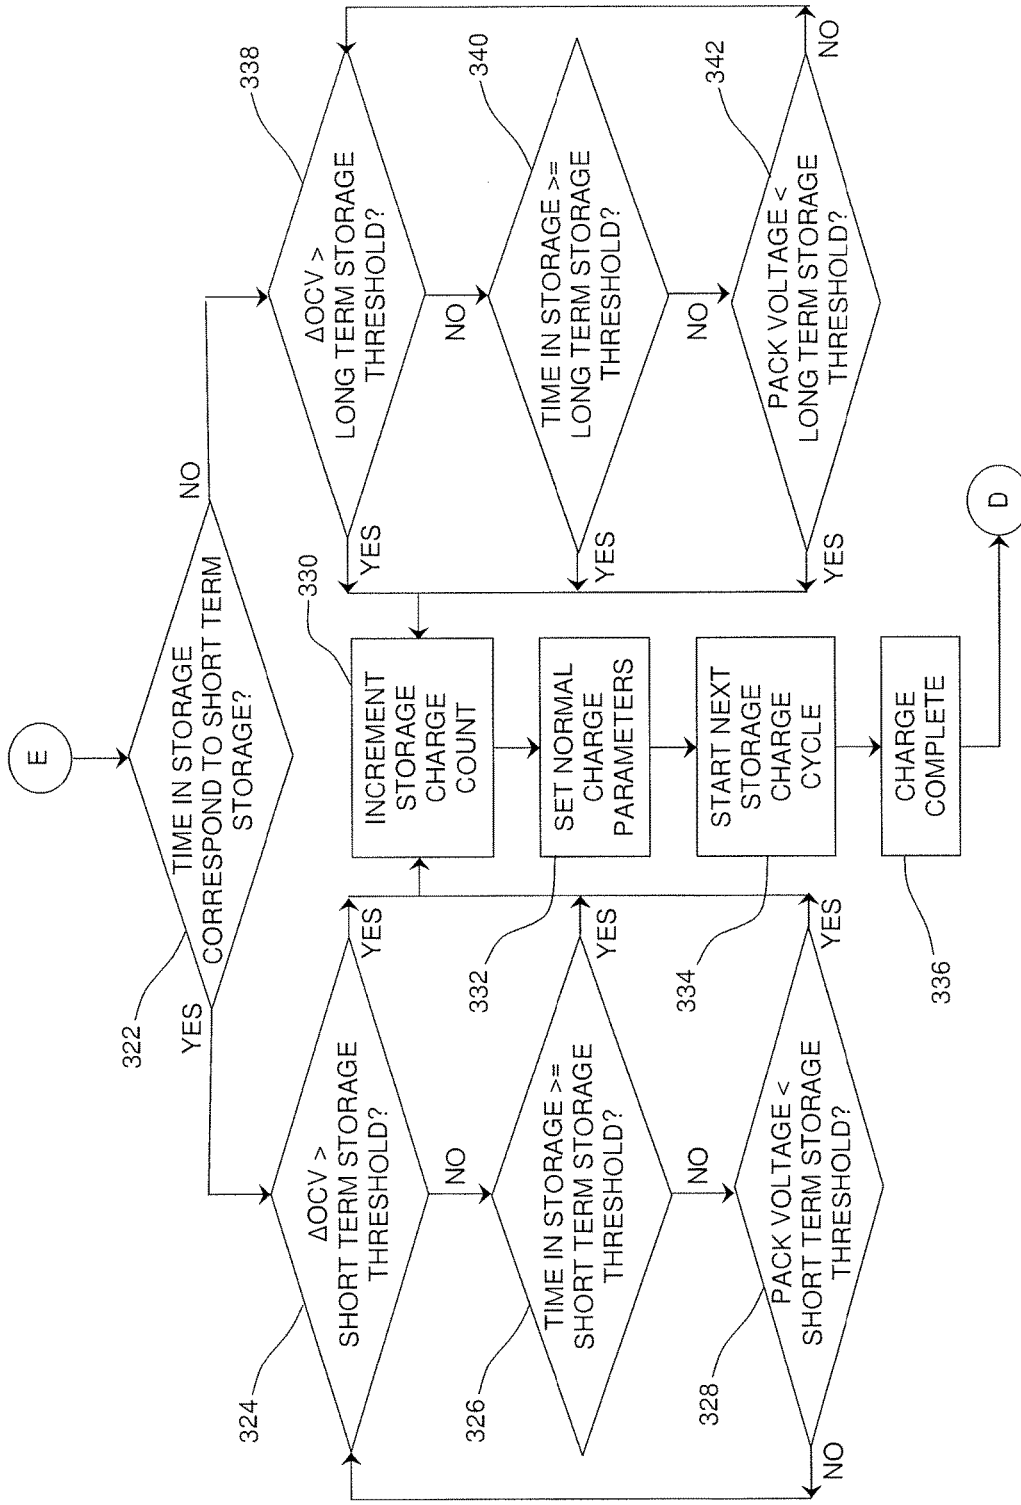 E
322
TIME IN STORAGE
CORRESPOND TO SHORT TERM
STORAGE?
YES
NO
324
ΔOCV >
SHORT TERM STORAGE
THRESHOLD?
YES
NO
326
TIME IN STORAGE >=
SHORT TERM STORAGE
THRESHOLD?
YES
NO
328
PACK VOLTAGE <
SHORT TERM STORAGE
THRESHOLD?
YES
NO
330
INCREMENT
STORAGE
CHARGE
COUNT
332
SET NORMAL
CHARGE
PARAMETERS
334
START NEXT
STORAGE
CHARGE
CYCLE
336
CHARGE
COMPLETE
D
338
ΔOCV >
LONG TERM STORAGE
THRESHOLD?
YES
NO
340
TIME IN STORAGE >=
LONG TERM STORAGE
THRESHOLD?
YES
NO
342
PACK VOLTAGE <
LONG TERM STORAGE
THRESHOLD?
YES
NO